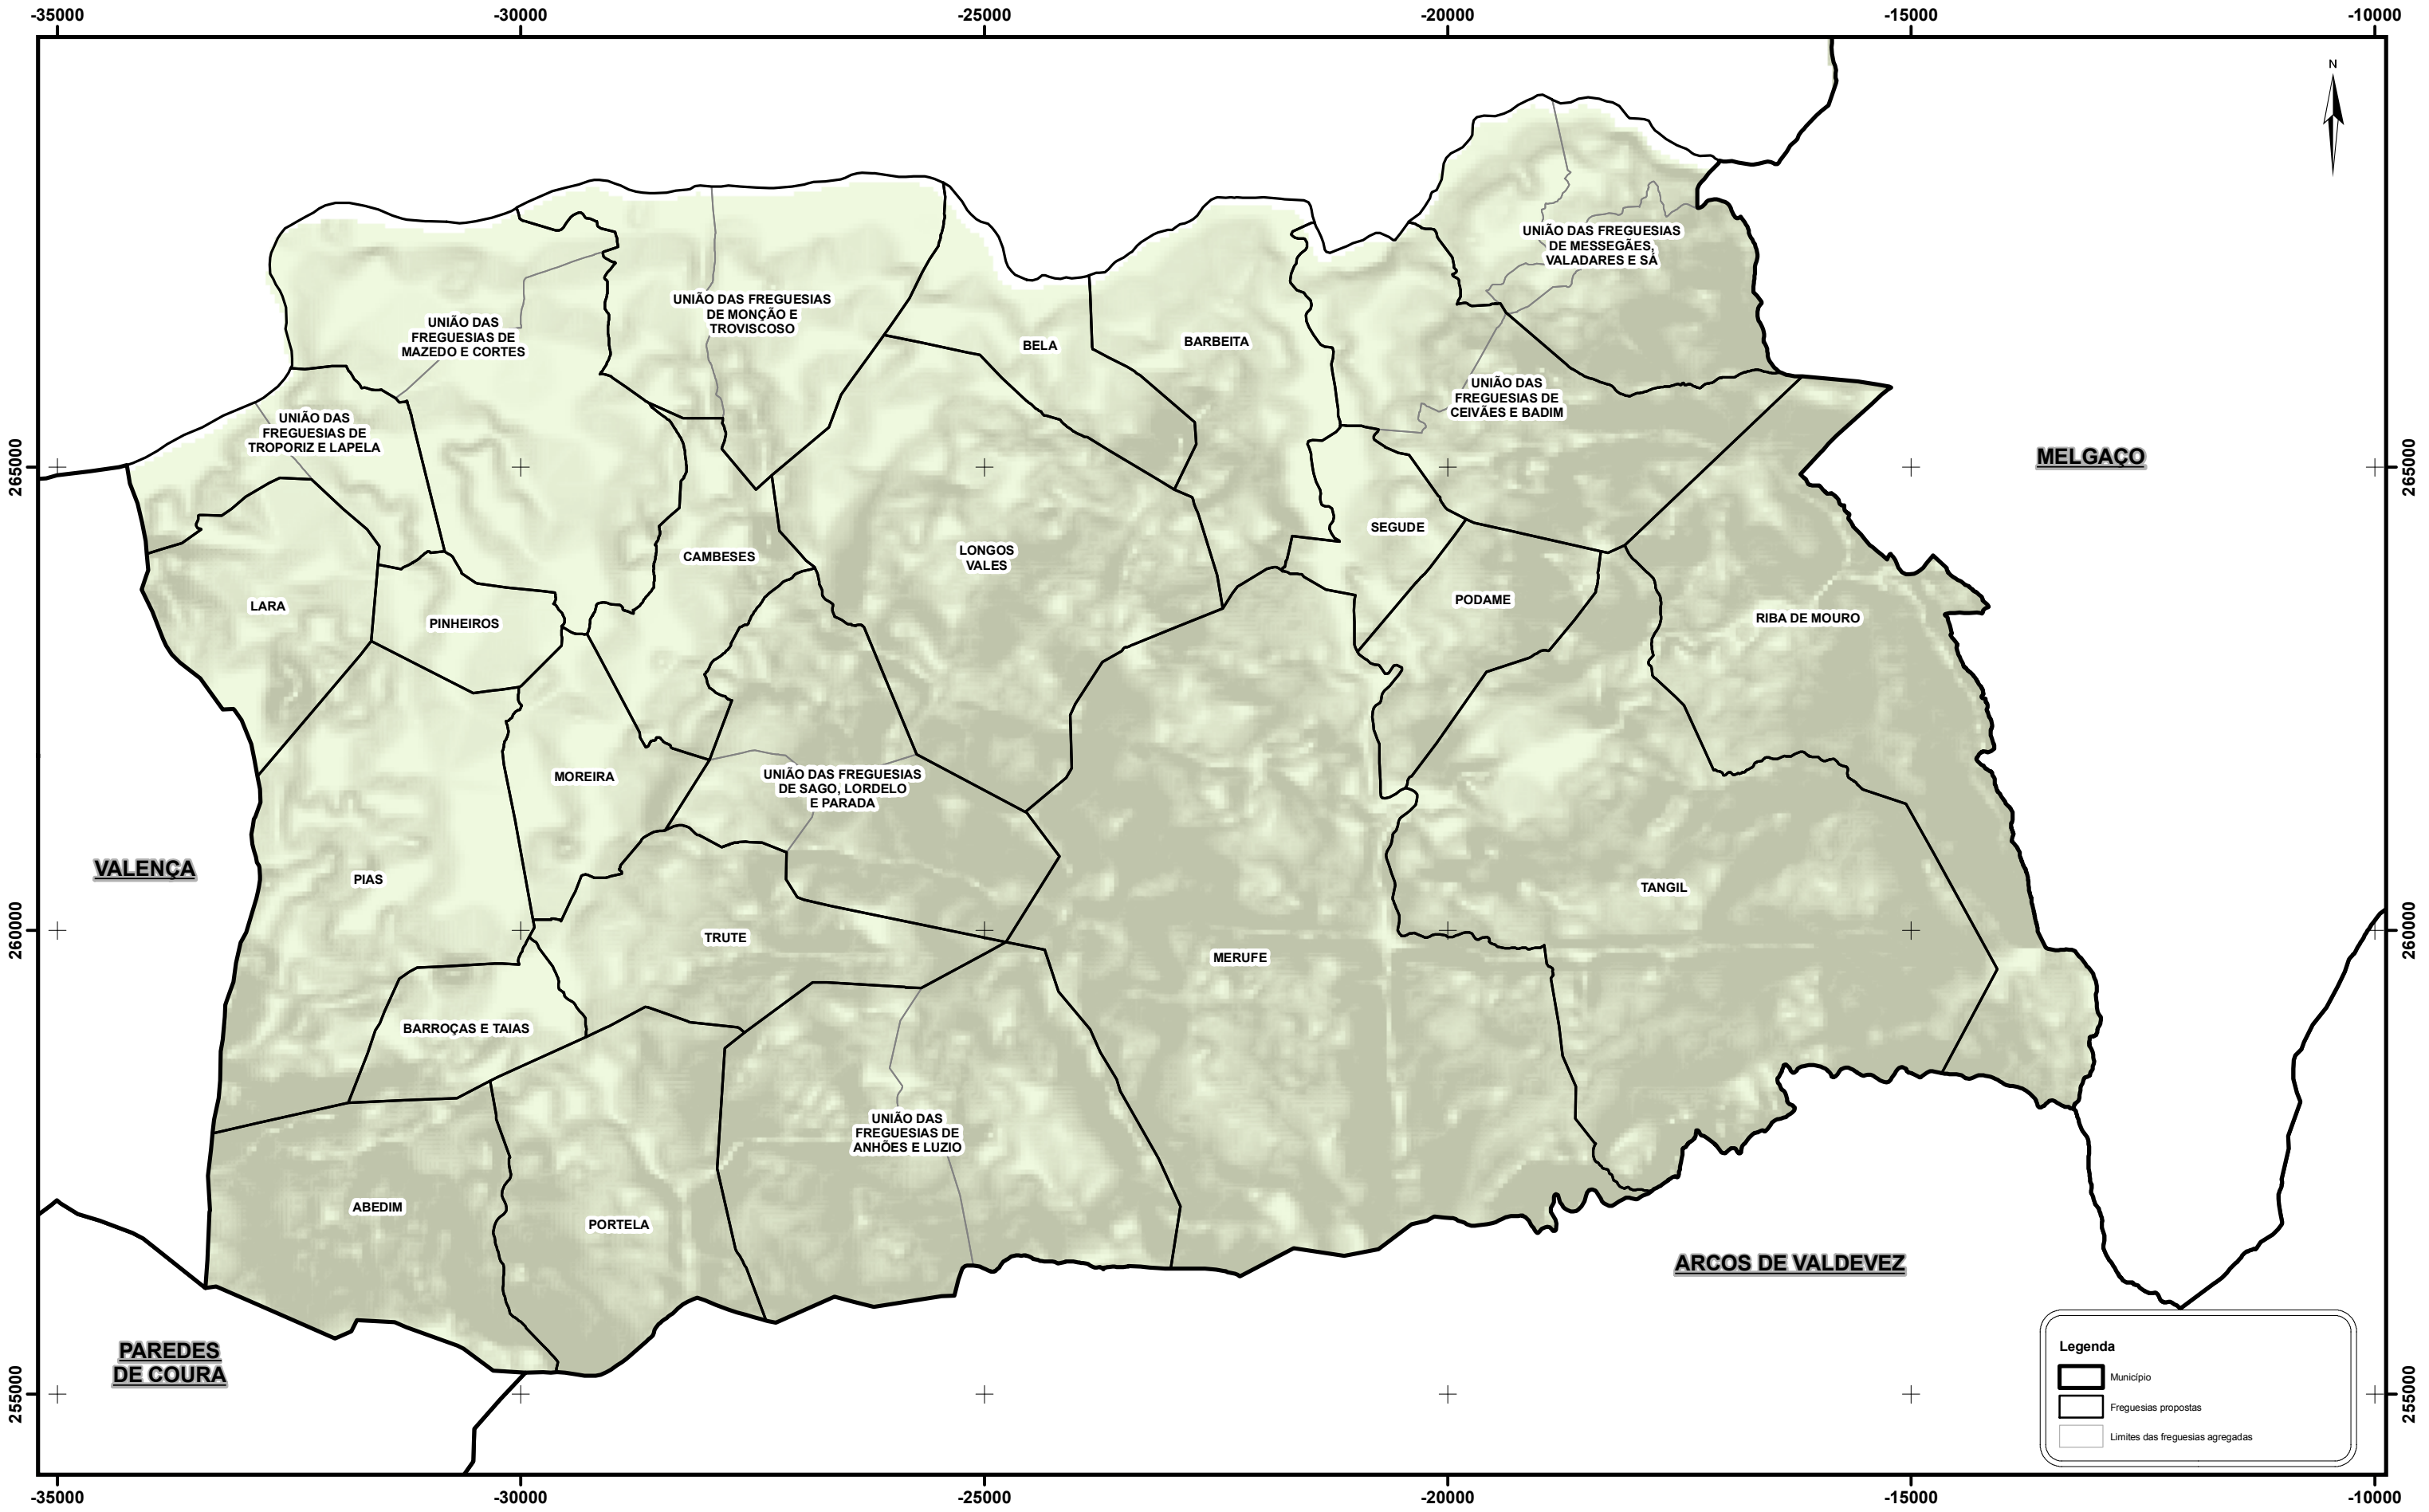 -35000
-30000
-25000
-20000
-15000
-10000
N
UNIÃO DAS FREGUESIAS
DE MESSEGÃES,
VALADARES E SÁ
UNIÃO DAS FREGUESIAS
DE MONÇÃO E
TROVISCOSO
UNIÃO DAS
FREGUESIAS DE
MAZEDO E CORTES
BELA
BARBEITA
UNIÃO DAS
FREGUESIAS DE
CEIVÃES E BADIM
UNIÃO DAS
FREGUESIAS DE
TROPORIZ E LAPELA
265000
MELGAÇO
265000
SEGUDE
CAMBESES
LONGOS
VALES
LARA
PINHEIROS
PODAME
RIBA DE MOURO
MOREIRA
UNIÃO DAS FREGUESIAS
DE SAGO, LORDELO
E PARADA
VALENÇA
PIAS
TANGIL
260000
TRUTE
MERUFE
260000
BARROÇAS E TAIAS
UNIÃO DAS
FREGUESIAS DE
ANHÕES E LUZIO
ABEDIM
PORTELA
ARCOS DE VALDEVEZ
PAREDES
DE COURA
255000
255000
Legenda
Município
Freguesias propostas
Limites das freguesias agregadas
-35000
-30000
-25000
-20000
-15000
-10000